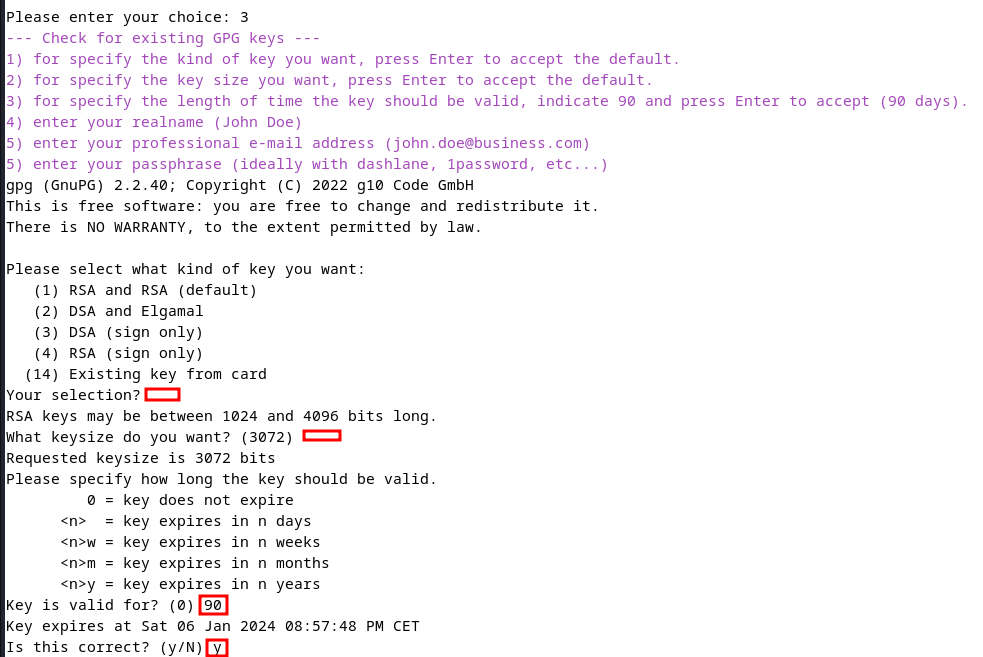 Please enter your choice: 3
--- Check for existing GPG keys ---
1) for specify the kind of key you want, press Enter to accept the default.
2) for specify the key size you want, press Enter to accept the default.
3) for specify the length of time the key should be valid, indicate 90 and press Enter to accept (90 days).
4) enter your realname (John Doe)
5) enter your professional e-mail address (john.doe@business.com)
5) enter your passphrase (ideally with dashlane, 1password, etc...)
gpg (GnuPG) 2.2.40; Copyright (C) 2022 g10 Code GmbH
This is free software: you are free to change and redistribute it.
There is NO WARRANTY, to the extent permitted by law.

Please select what kind of key you want:
   (1) RSA and RSA (default)
   (2) DSA and Elgamal
   (3) DSA (sign only)
   (4) RSA (sign only)
  (14) Existing key from card
Your selection?
RSA keys may be between 1024 and 4096 bits long.
What keysize do you want? (3072)
Requested keysize is 3072 bits
Please specify how long the key should be valid.
         0 = key does not expire
      <n>  = key expires in n days
      <n>w = key expires in n weeks
      <n>m = key expires in n months
      <n>y = key expires in n years
Key is valid for? (0) 90
Key expires at Sat 06 Jan 2024 08:57:48 PM CET
Is this correct? (y/N) y